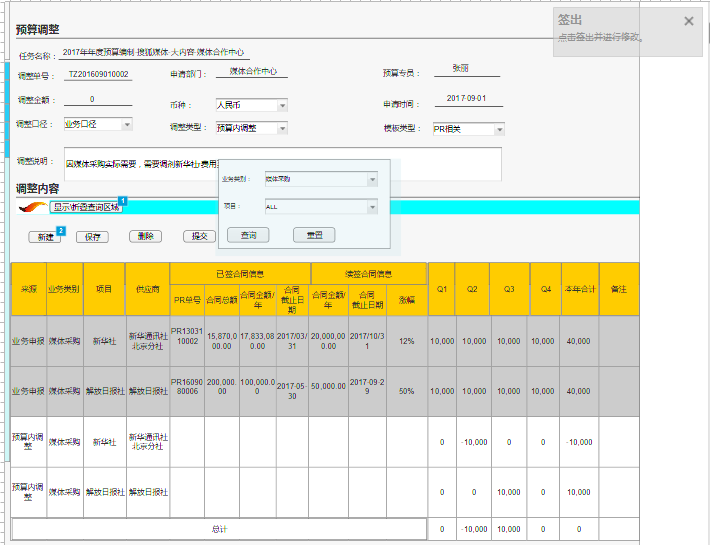 预算调整
签出
点击签出并进行修改。
任务名称： 2017年年度预算编制-搜狐媒体-大内容-媒体合作中心
调整单号： TZ201609010002 申请部门： 媒体合作中心 预算专员： 张丽
调整金额： 0 币种： 人民币 申请时间： 2017-09-01
调整口径： 业务口径 调整类型： 预算内调整 模板类型： PR相关
调整说明： 因媒体采购实际需要，需要调剂新华社r费用
业务类别： 媒体采购
项目： ALL
查询 重置
调整内容
显示\折叠查询区域 1
新建 2 保存 删除 提交
来源 业务类别 项目 供应商 已签合同信息 续签合同信息 Q1 Q2 Q3 Q4 本年合计 备注
PR单号 合同总额 合同金额/年 合同截止日期 合同金额/年 合同截止日期 涨幅
业务申报 媒体采购 新华社 新华通讯社北京分社 PR130310002 15,870,000.00 17,833,080.00 2017/03/31 20,000,000.00 2017/10/31 12% 10,000 10,000 10,000 10,000 40,000
业务申报 媒体采购 解放日报社 解放日报社 PR1609080006 200,000.00 100,000.00 2017-05-30 50,000.00 2017-09-29 50% 10,000 10,000 10,000 10,000 40,000
预算内调整 媒体采购 新华社 新华通讯社北京分社 0 -10,000 0 0 -10,000
预算内调整 媒体采购 解放日报社 解放日报社 0 0 10,000 0 10,000
总计 0 -10,000 10,000 0 0